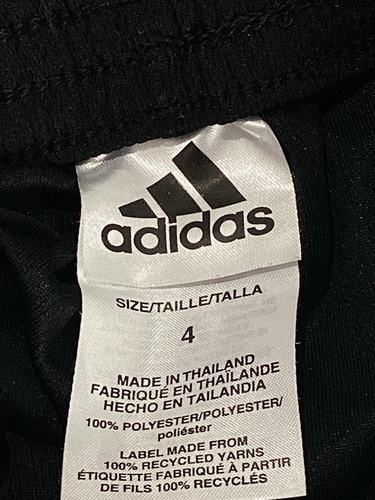 adidas
SIZE/TAILLE/TALLA
4
MADE IN THAILAND
FABRIQUÉ EN THAÏLANDE
HECHO EN TAILANDIA
100% POLYESTER/POLYESTER/
poliéster
LABEL MADE FROM
100% RECYCLED YARNS
ÉTIQUETTE FABRIQUÉ À PARTIR
DE FILS 100% RECYCLÉS